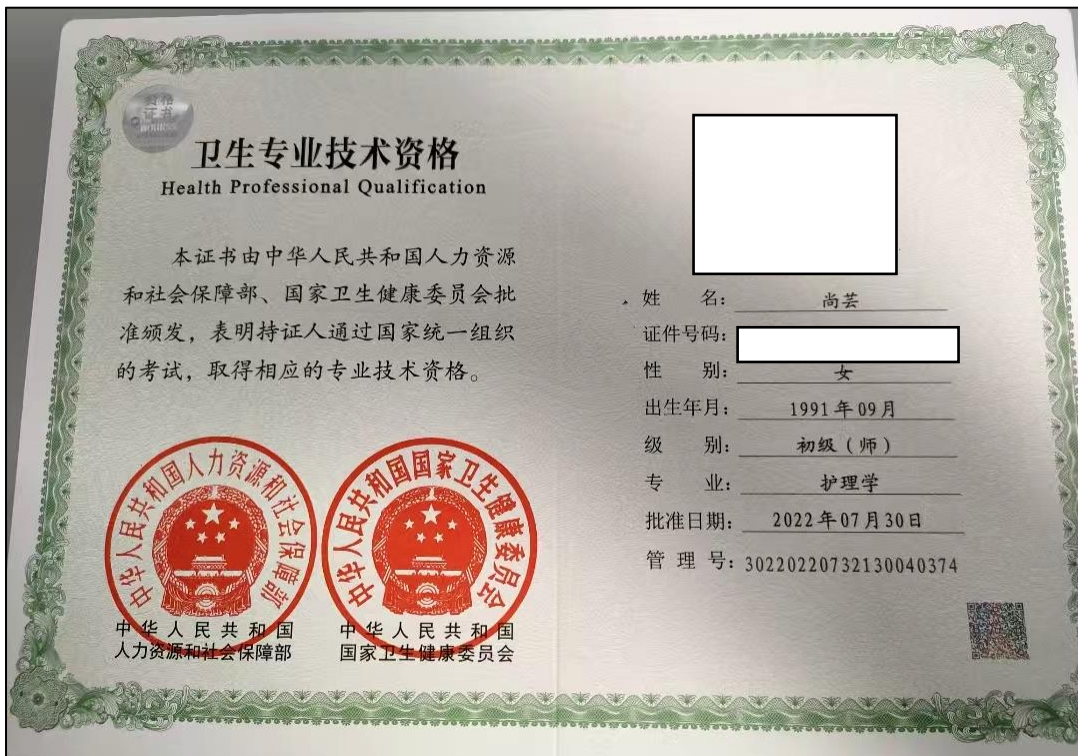 资格
证书
卫生专业技术资格
Health Professional Qualification
本证书由中华人民共和国人力资源
和社会保障部、国家卫生健康委员会批
准颁发，表明持证人通过国家统一组织
的考试，取得相应的专业技术资格。
中华人民共和国人力资源和社会保障部
中华人民共和国国家卫生健康委员会
中华人民共和国
人力资源和社会保障部
中华人民共和国
国家卫生健康委员会
姓 名： 尚芸
证件号码：
性 别： 女
出生年月： 1991年09月
级 别： 初级（师）
专 业： 护理学
批准日期： 2022年07月30日
管 理 号：30220220732130040374